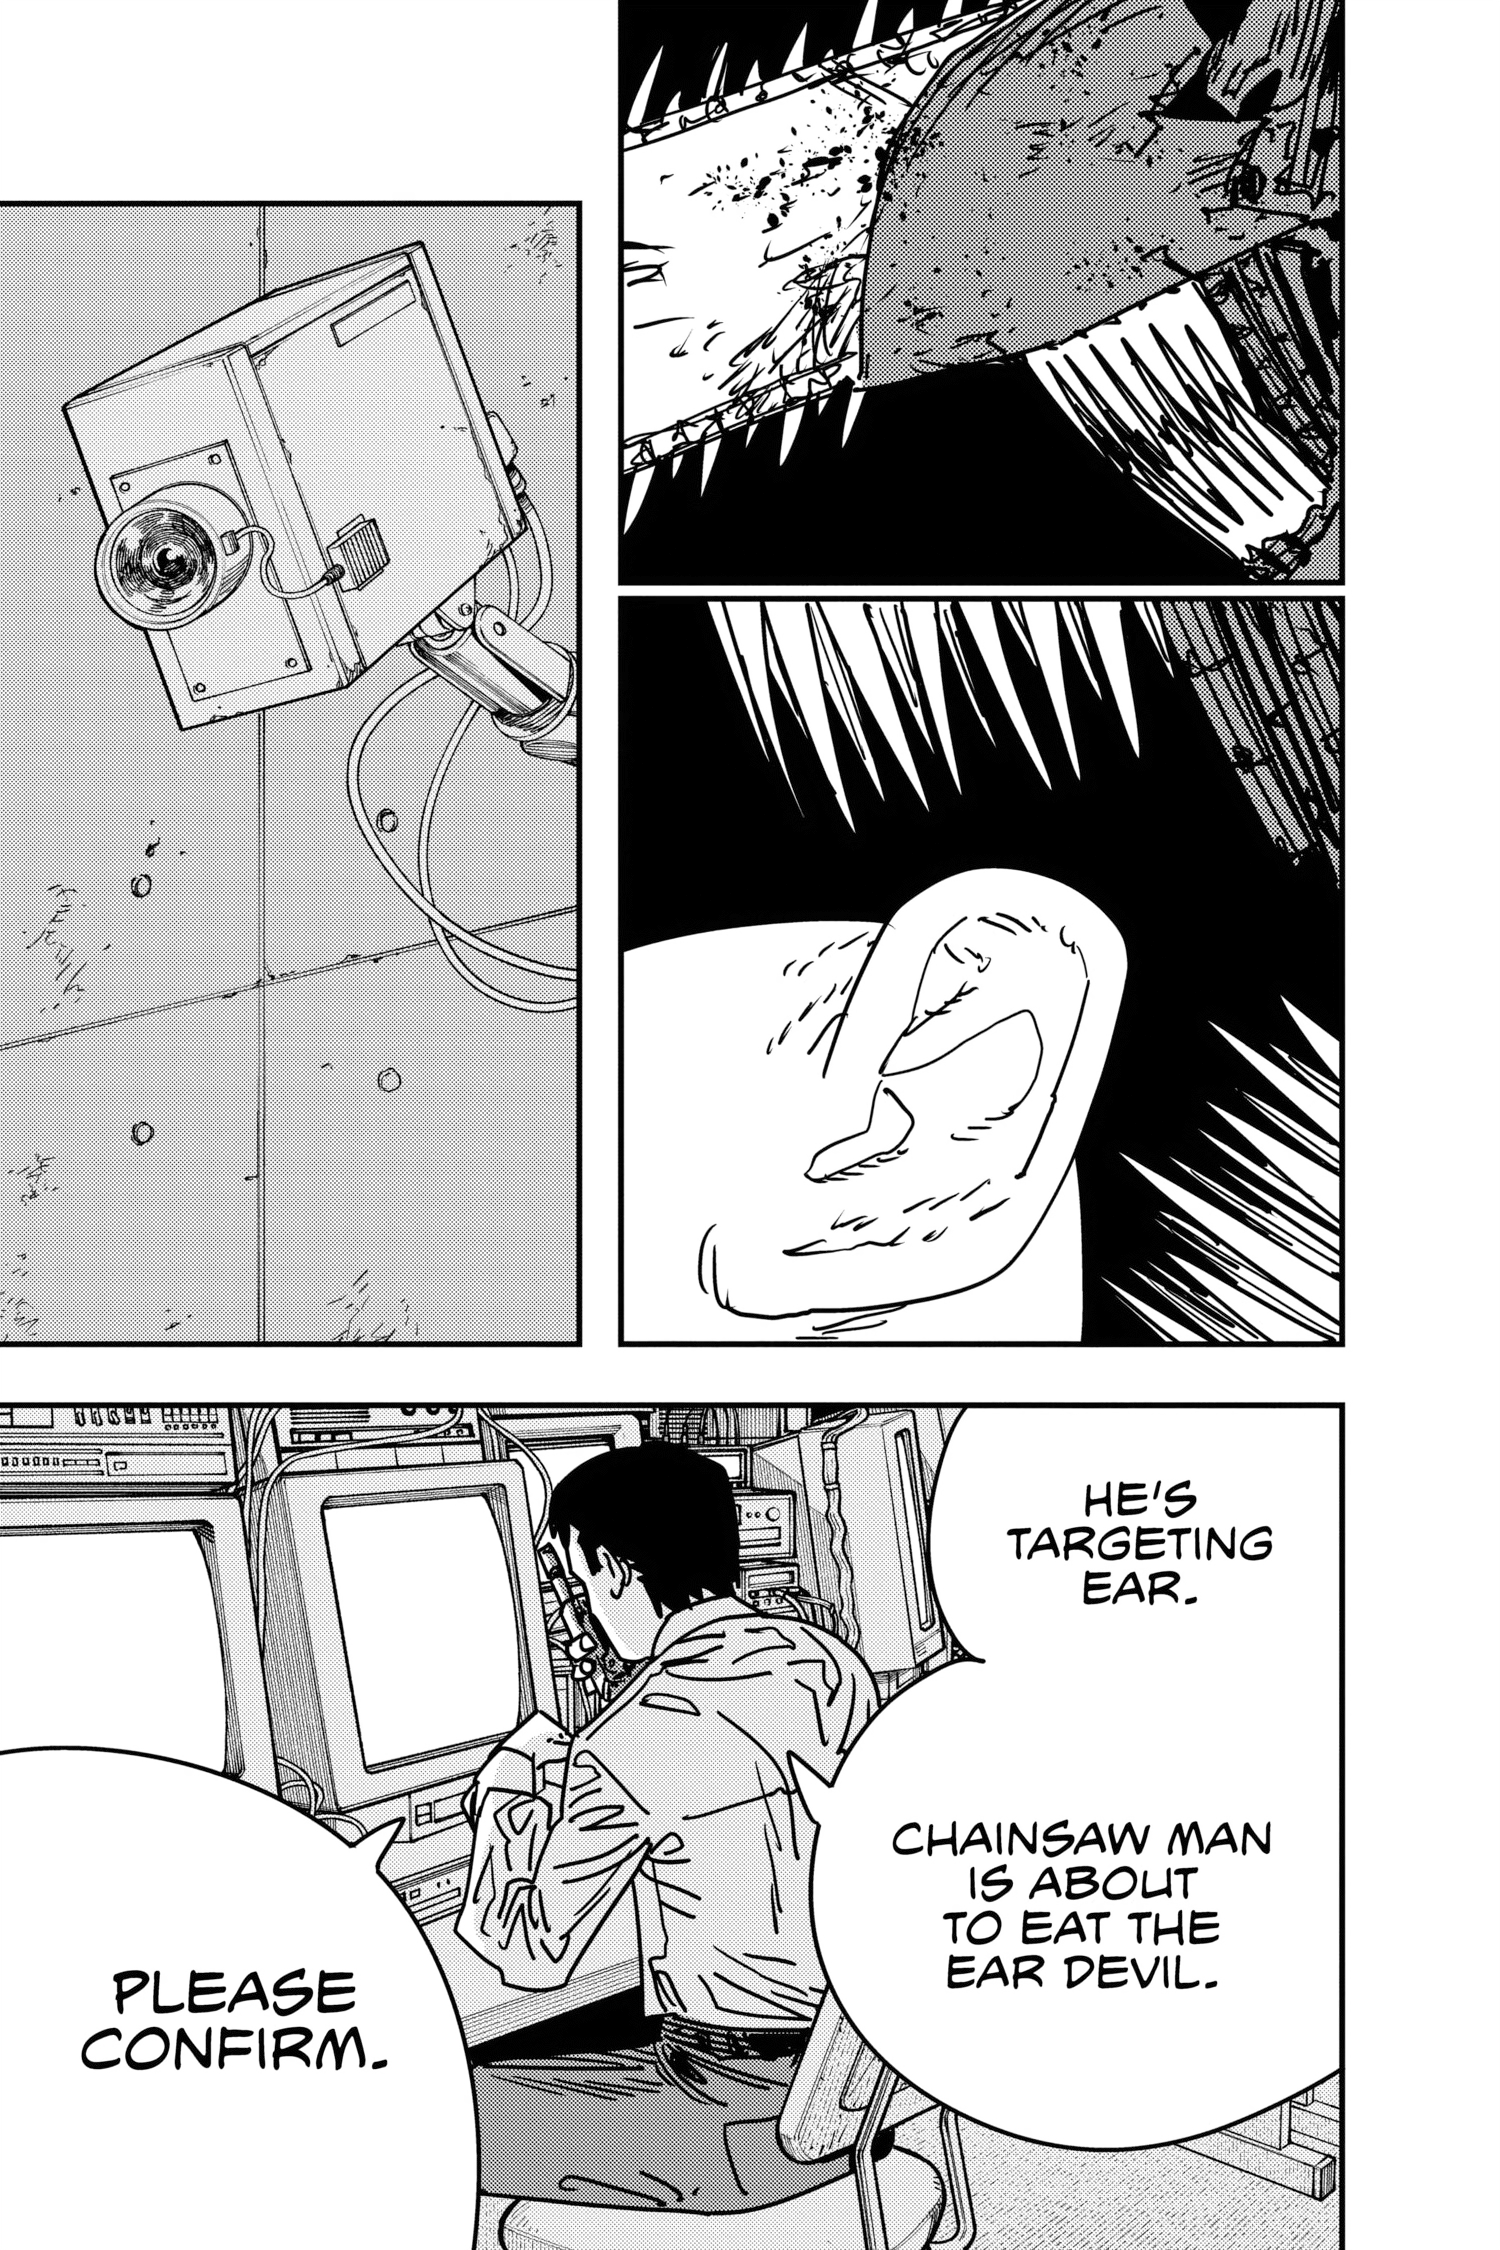 HE'S
TARGETING
EAR.
CHAINSAW MAN
IS ABOUT
TO EAT THE
EAR DEVIL.
PLEASE
CONFIRM.